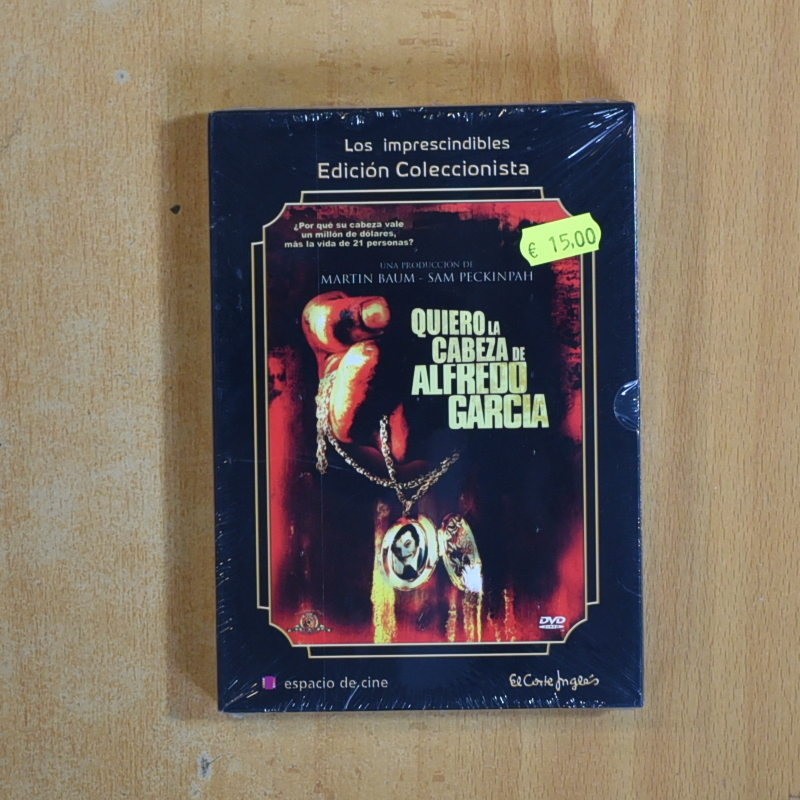 Los imprescindibles
Edición Coleccionista
¿Por qué su cabeza vale
un millón de dólares,
más la vida de 21 personas?
€ 15,00
UNA PRODUCCIÓN DE
MARTIN BAUM - SAM PECKINPAH
QUIERO LA
CABEZA DE
ALFREDO
GARCIA
DVD
espacio de cine
El Corte Inglés